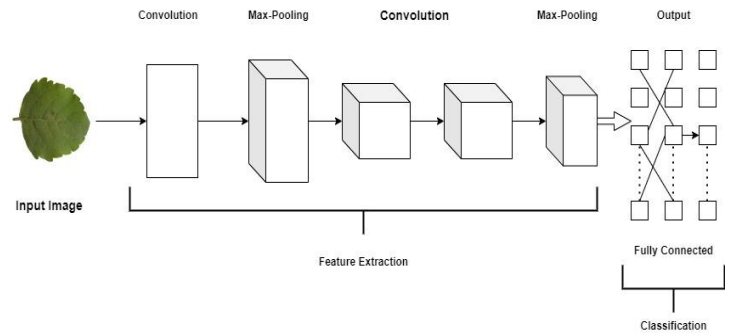 Convolution
Max-Pooling
Convolution
Max-Pooling
Output
Input Image
Feature Extraction
Fully Connected
Classification